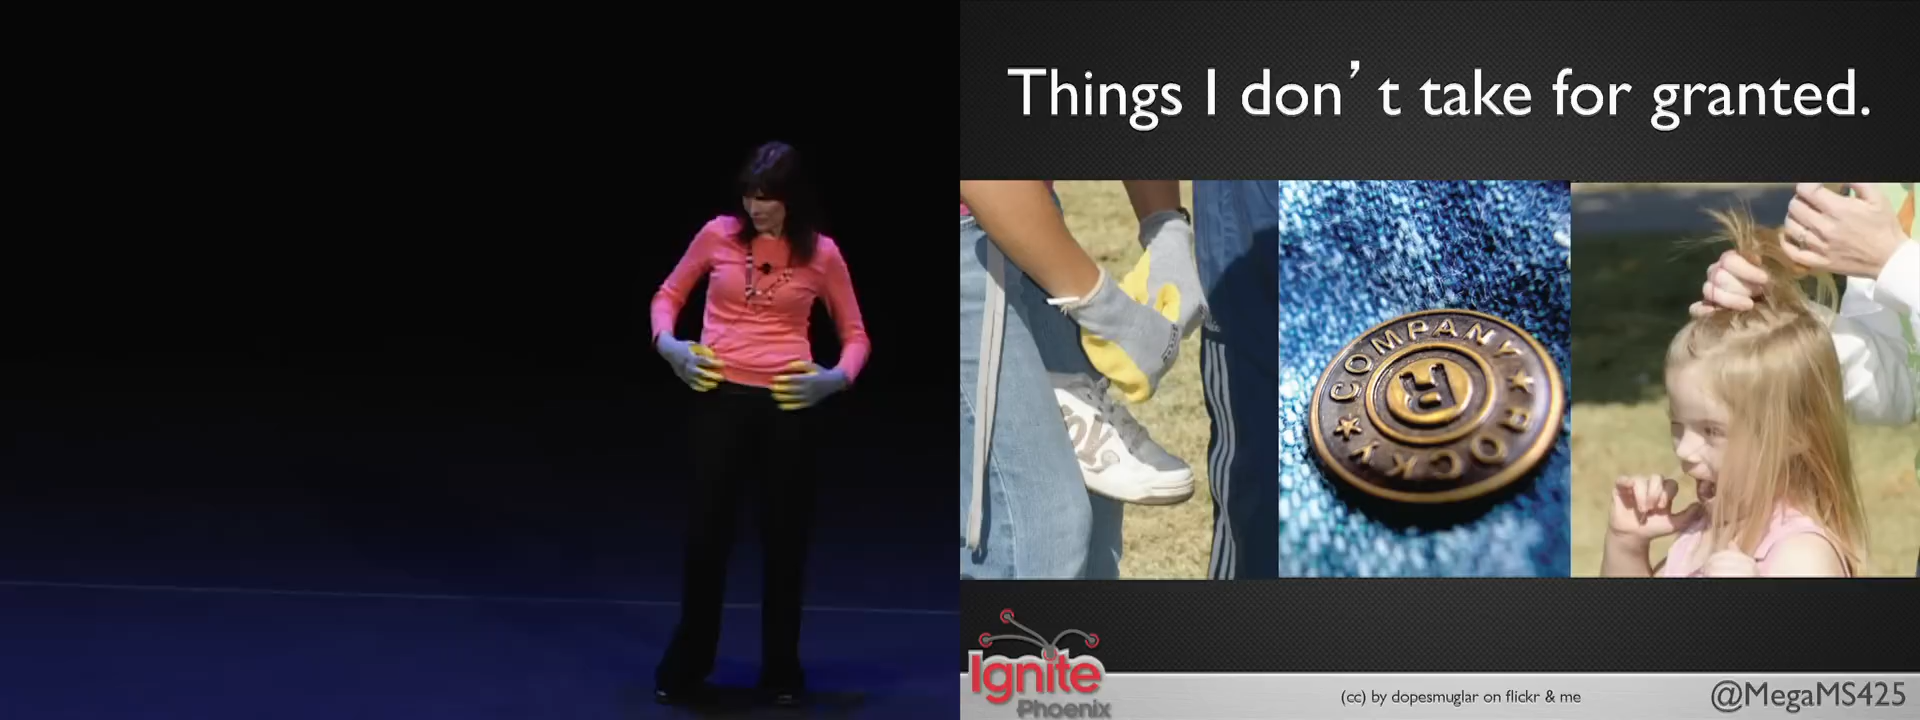 Things I don't take for granted.
COMPANY ★ ROCKY ★
R
Ignite
Phoenix
(cc) by dopesmuglar on flickr & me
@MegaMS425